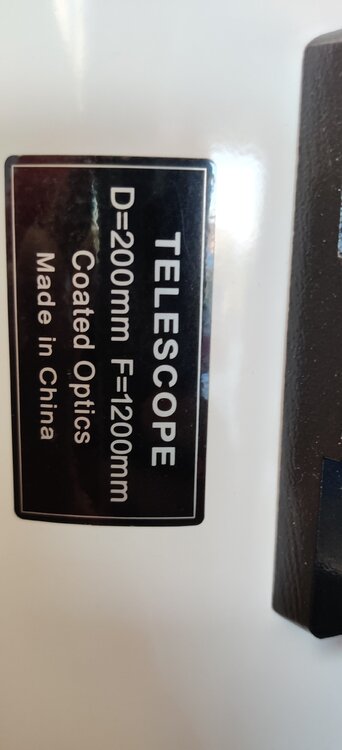 TELESCOPE
D=200mm F=1200mm
Coated Optics
Made in China